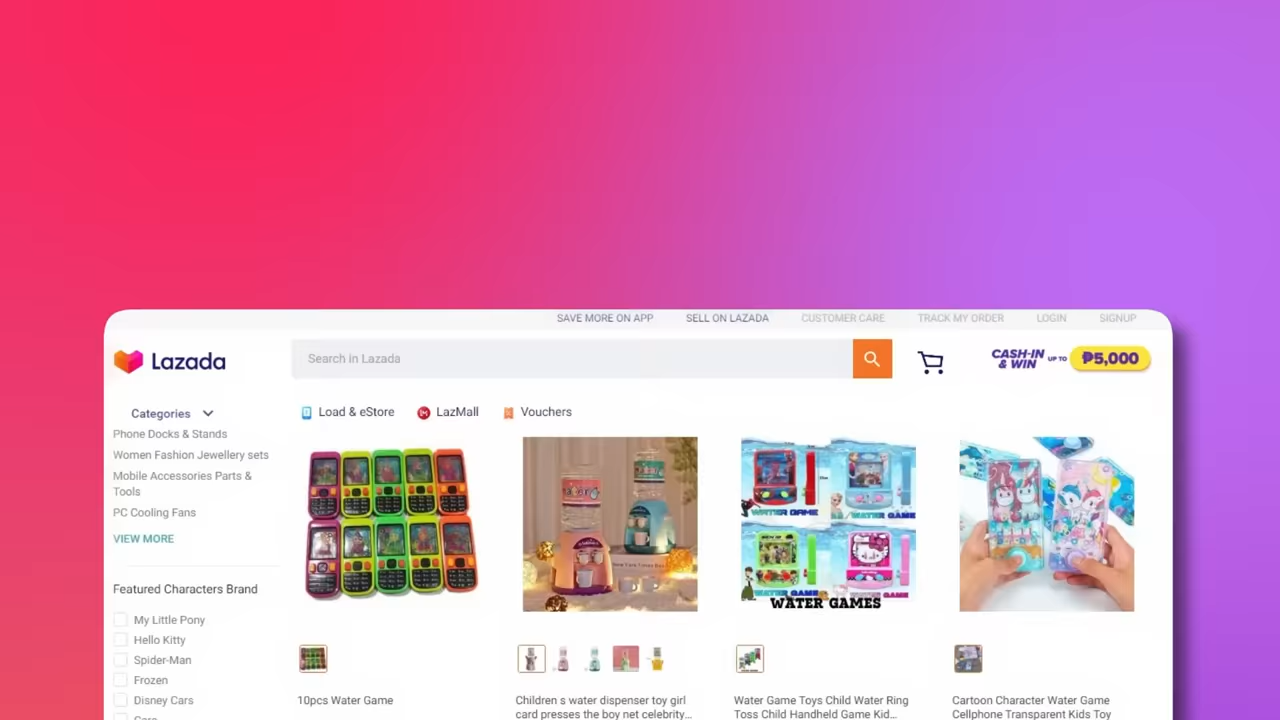 SAVE MORE ON APP SELL ON LAZADA CUSTOMER CARE TRACK MY ORDER LOGIN SIGNUP
Lazada
Search in Lazada
CASH-IN & WIN UP TO ₱5,000
Categories
Load & eStore LazMall Vouchers
Phone Docks & Stands
Women Fashion Jewellery sets
Mobile Accessories Parts &
Tools
PC Cooling Fans
VIEW MORE
Featured Characters Brand
My Little Pony
Hello Kitty
Spider-Man
Frozen
Disney Cars
WATER GAME
WATER GAME
WATER GAME
WATER GAME
WATER GAMES
10pcs Water Game
Children s water dispenser toy girl
card presses the boy net celebrity...
Water Game Toys Child Water Ring
Toss Child Handheld Game Kid...
Cartoon Character Water Game
Cellphone Transparent Kids Toy